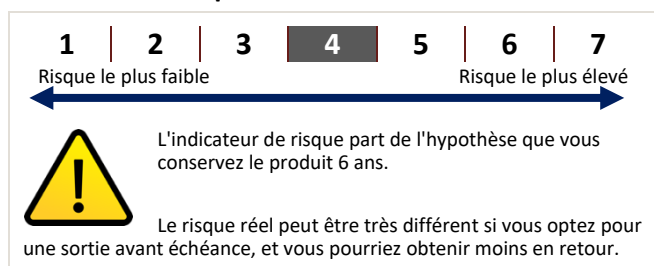 1 2 3 4 5 6 7
Risque le plus faible Risque le plus élevé
L'indicateur de risque part de l'hypothèse que vous
conservez le produit 6 ans.
Le risque réel peut être très différent si vous optez pour
une sortie avant échéance, et vous pourriez obtenir moins en retour.